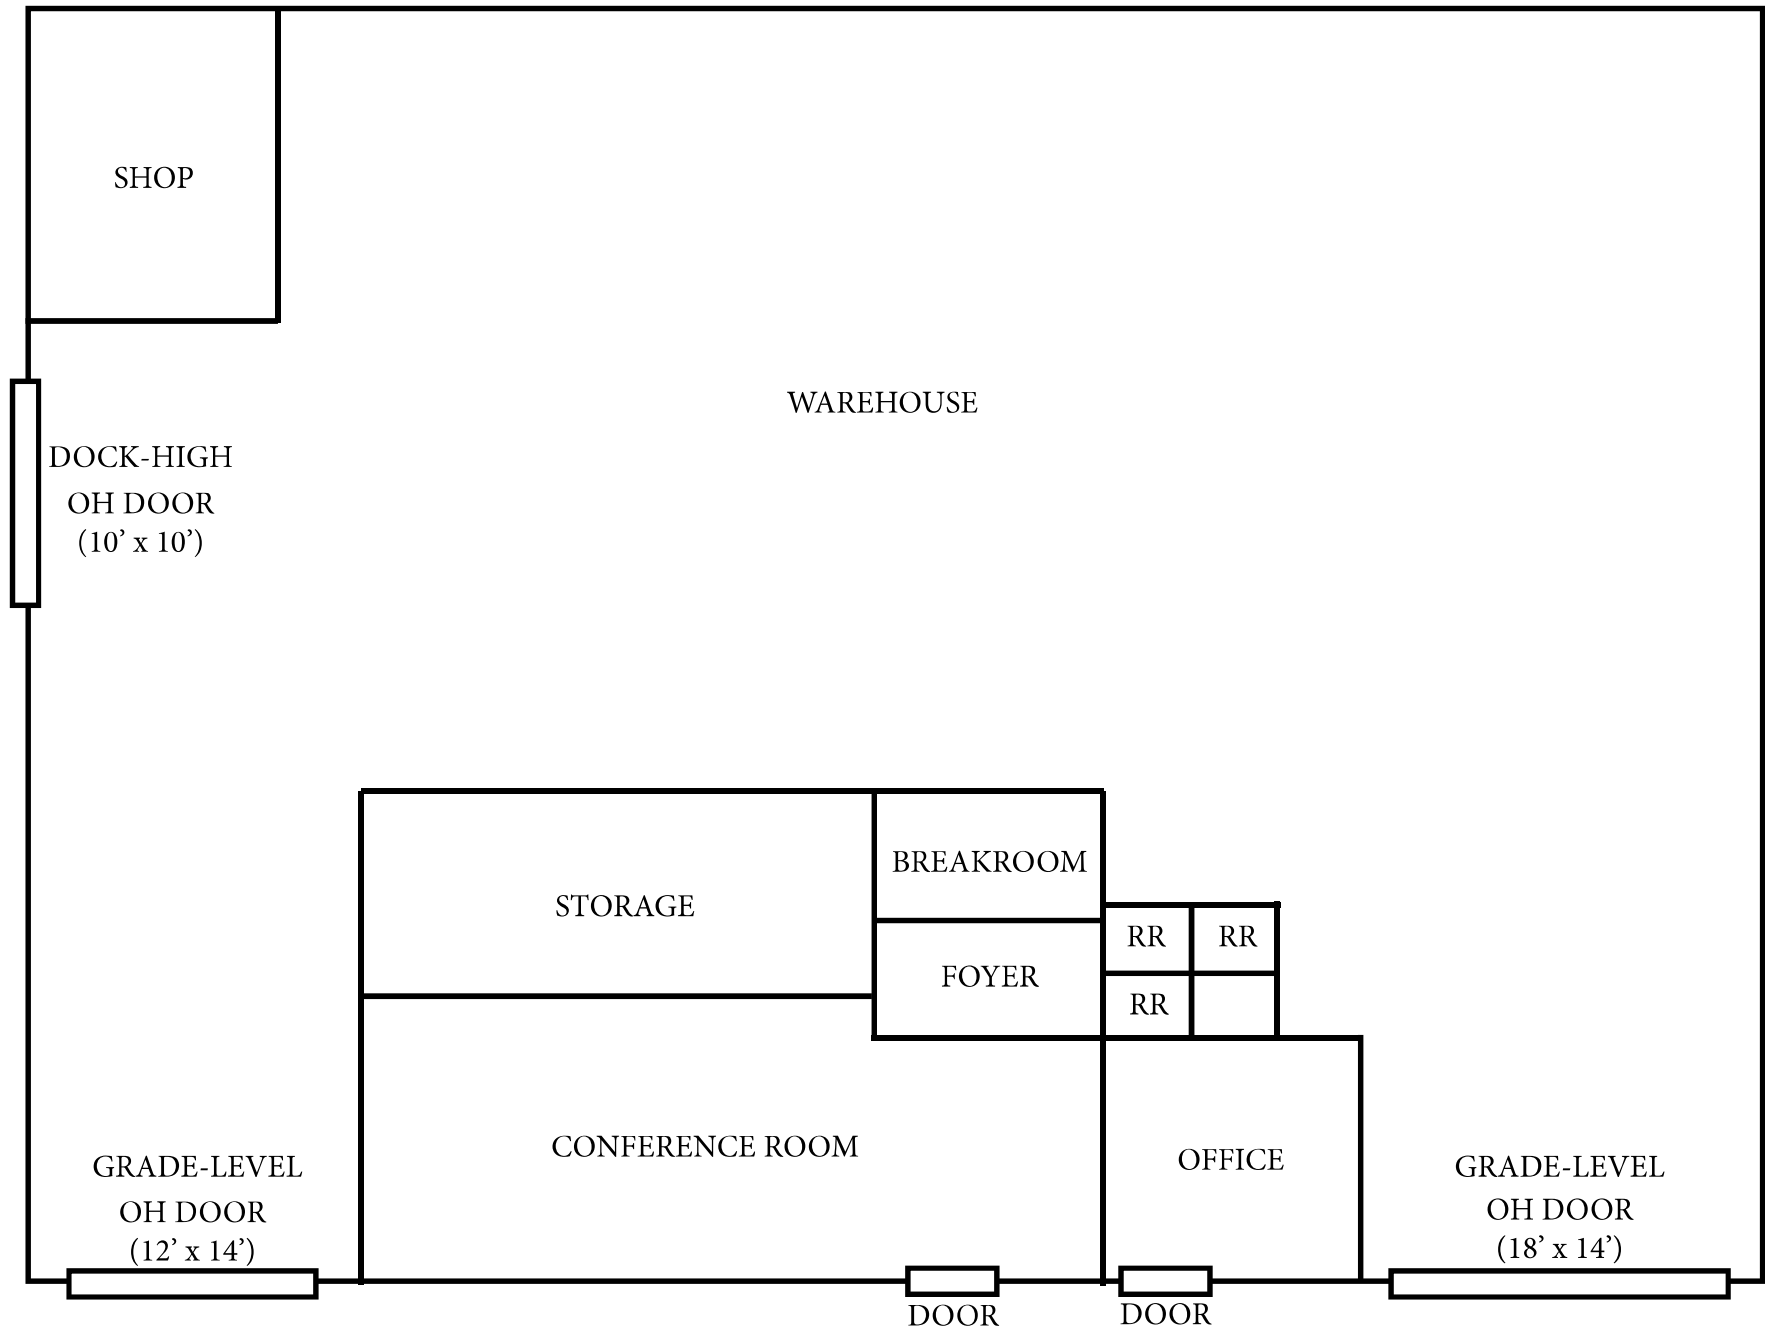 SHOP
WAREHOUSE
DOCK-HIGH
OH DOOR
(10’ x 10’)
BREAKROOM
STORAGE
RR
RR
FOYER
RR
CONFERENCE ROOM
OFFICE
GRADE-LEVEL
OH DOOR
(12’ x 14’)
GRADE-LEVEL
OH DOOR
(18’ x 14’)
DOOR
DOOR